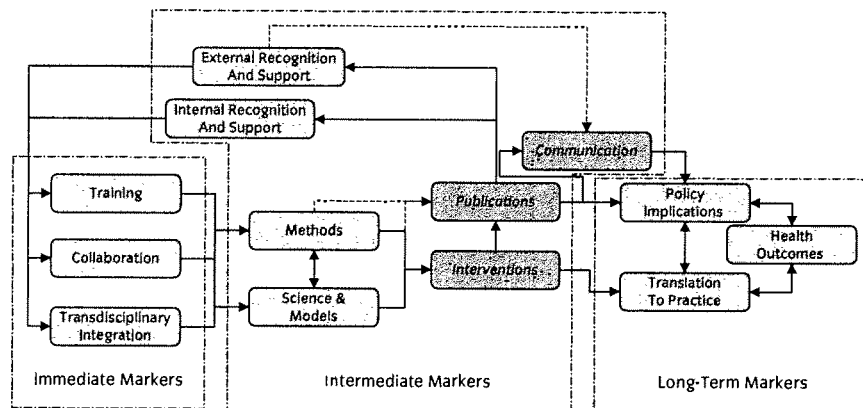 External Recognition
And Support
Internal Recognition
And Support
Communication
Training
Publications
Policy
Implications
Methods
Health
Outcomes
Collaboration
Interventions
Science &
Models
Translation
To Practice
Transdisciplinary
Integration
Immediate Markers
Intermediate Markers
Long-Term Markers